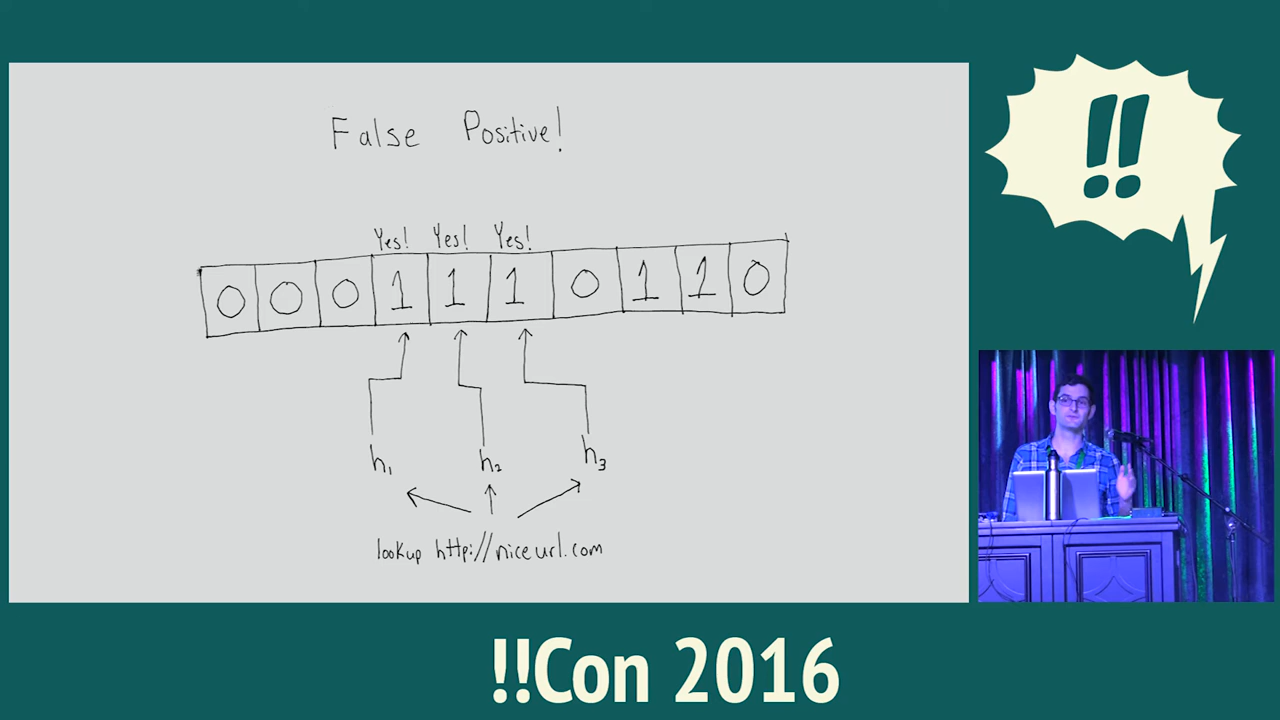 False Positive!
Yes! Yes! Yes!
0 0 0 1 1 1 0 1 1 0
h₁ h₂ h₃
lookup http://niceurl.com
!!
!!Con 2016